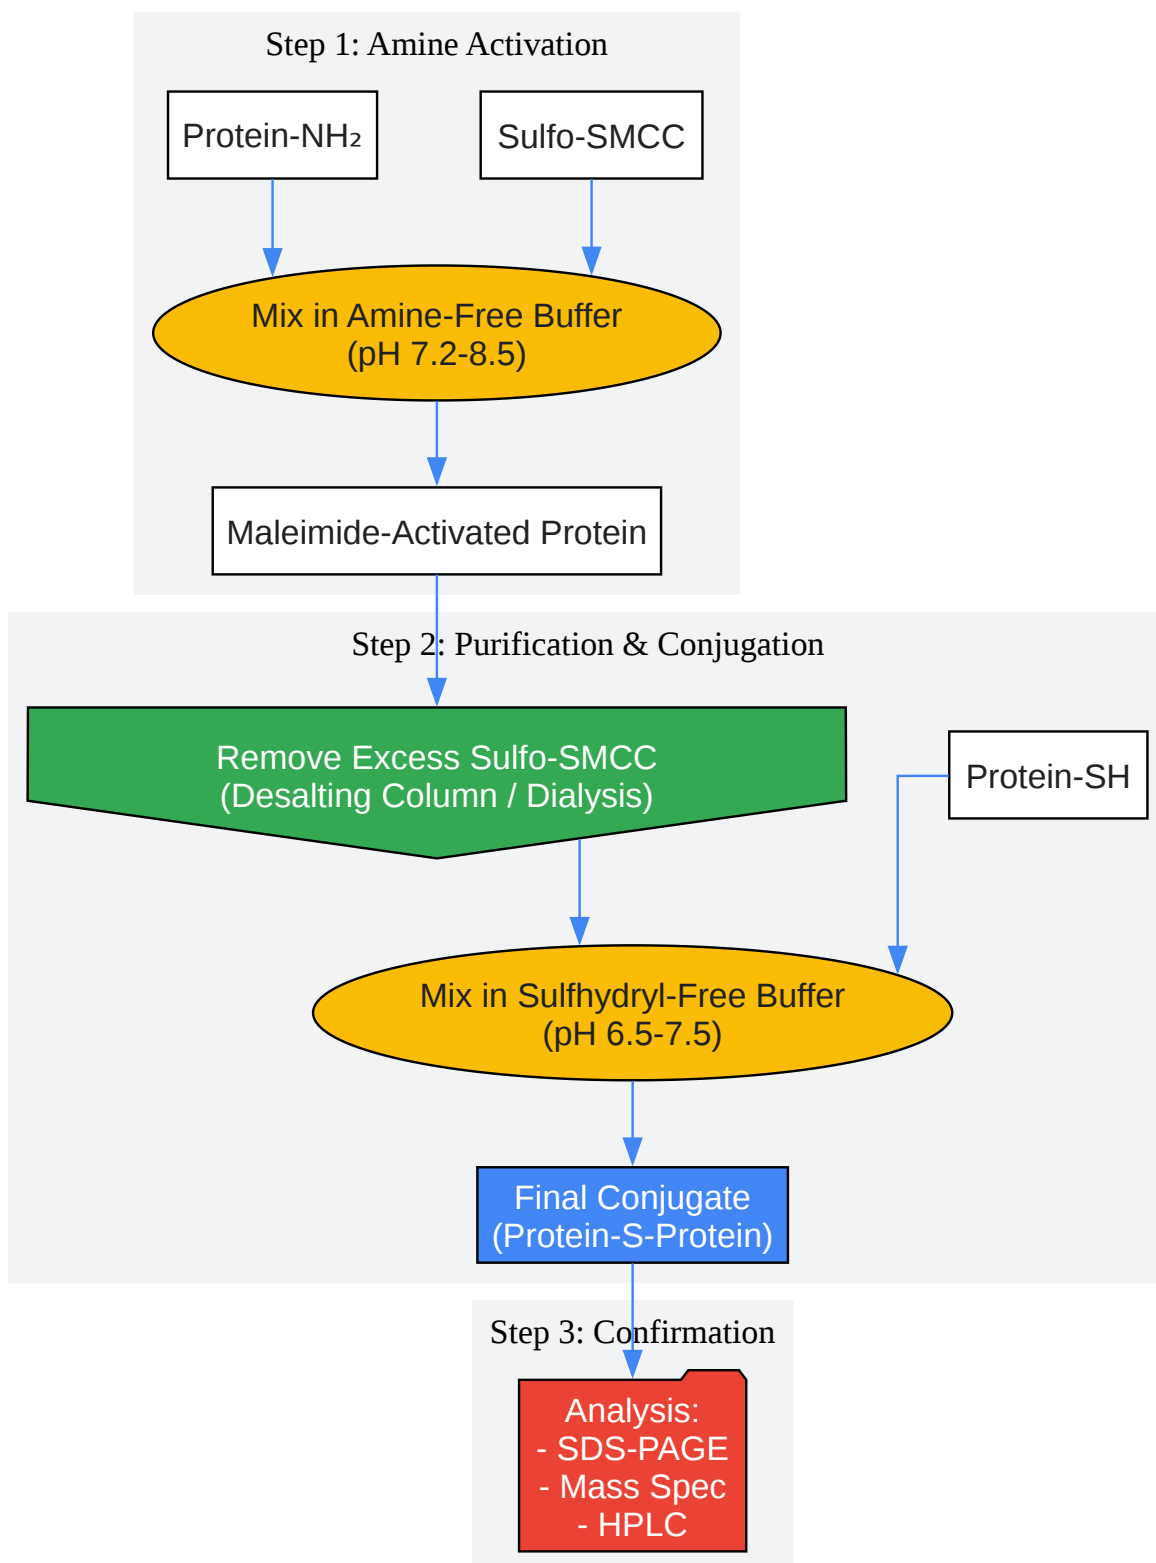 Step 1: Amine Activation
Protein-NH₂
Sulfo-SMCC
Mix in Amine-Free Buffer
(pH 7.2-8.5)
Maleimide-Activated Protein
Step 2: Purification & Conjugation
Remove Excess Sulfo-SMCC
(Desalting Column / Dialysis)
Protein-SH
Mix in Sulfhydryl-Free Buffer
(pH 6.5-7.5)
Final Conjugate
(Protein-S-Protein)
Step 3: Confirmation
Analysis:
- SDS-PAGE
- Mass Spec
- HPLC